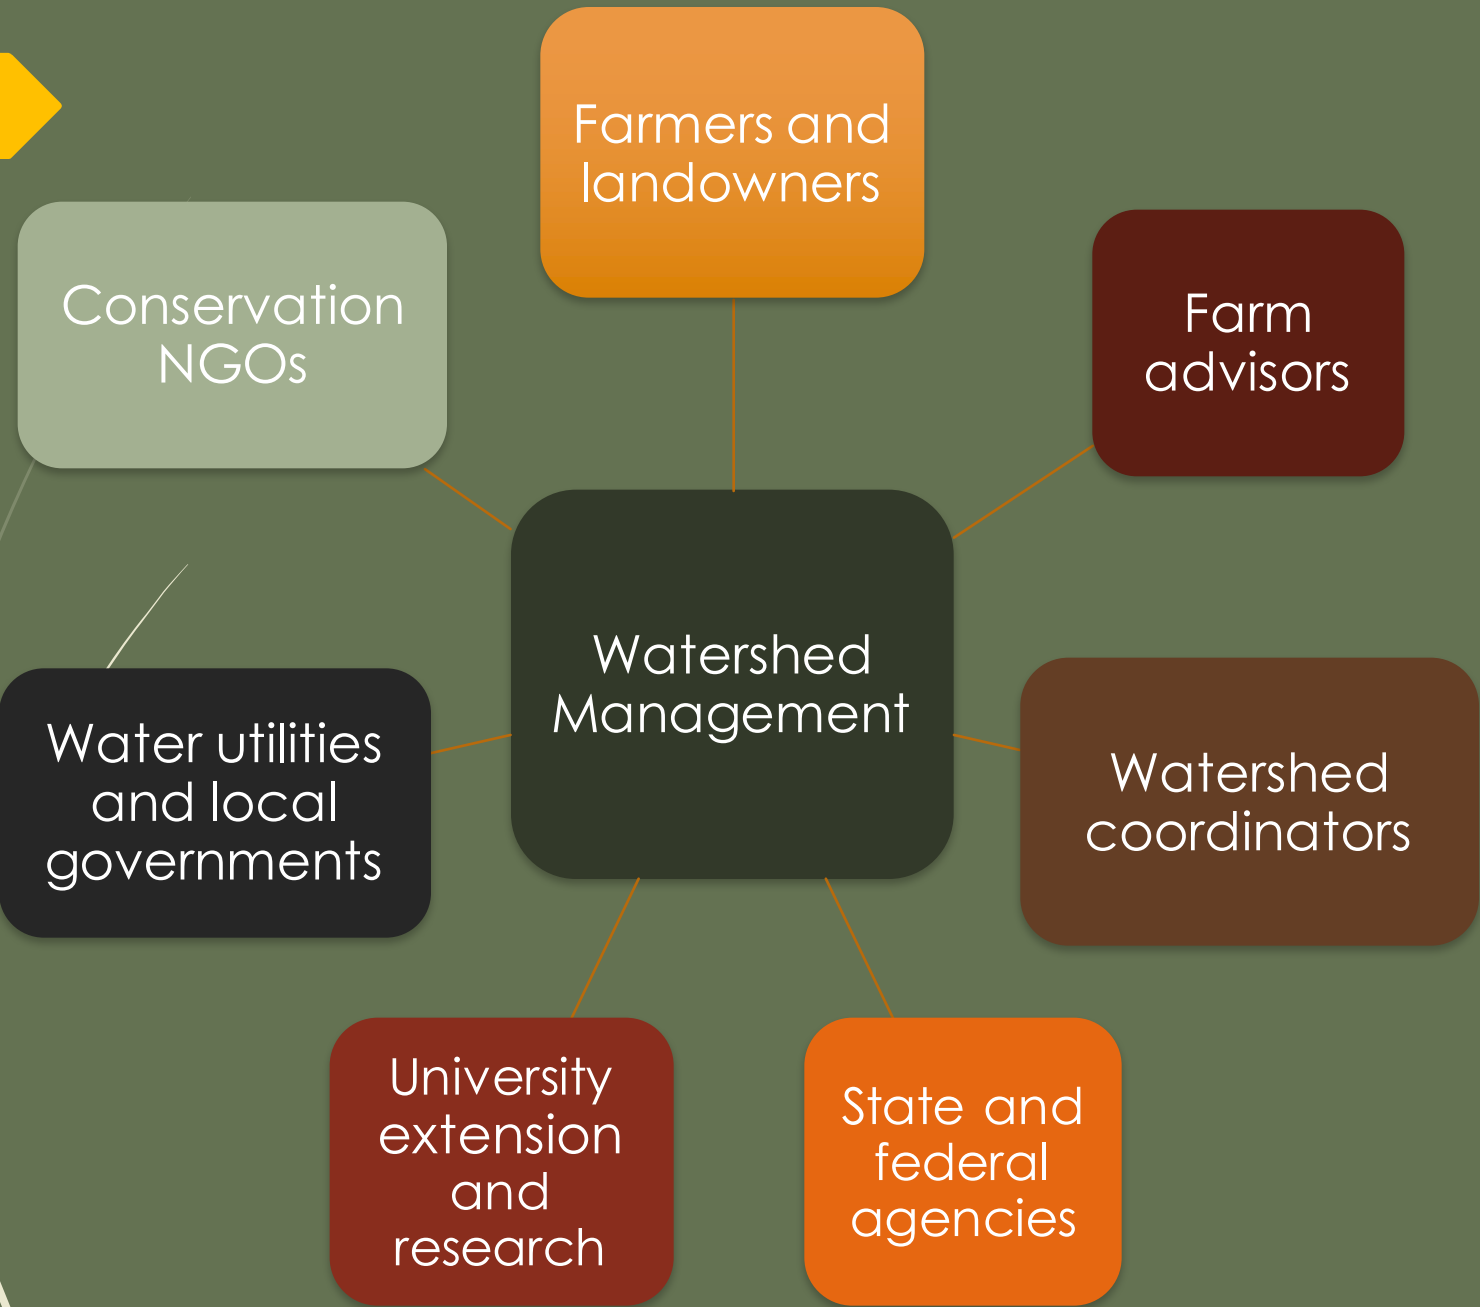 Farmers and
landowners
Conservation
NGOs
Farm
advisors
Watershed
Management
Water utilities
and local
governments
Watershed
coordinators
University
extension
and
research
State and
federal
agencies